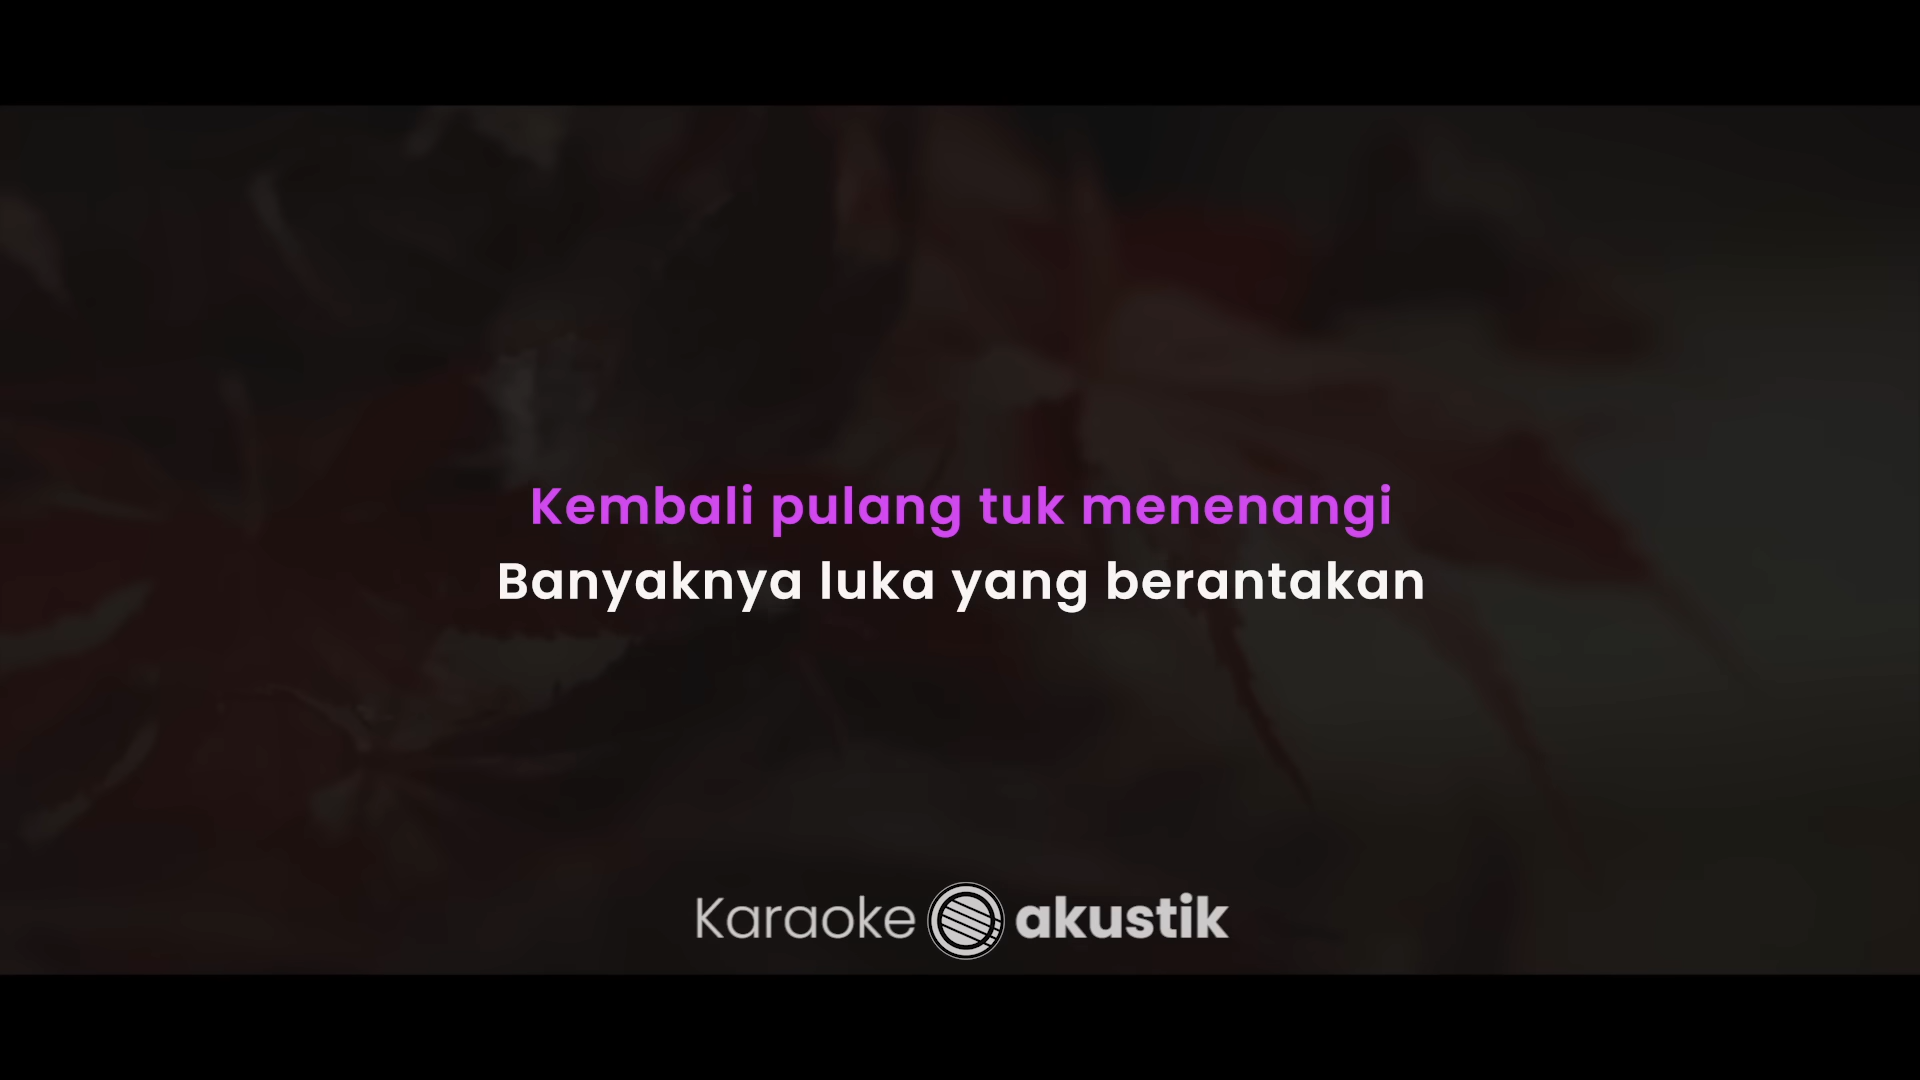 Kembali pulang tuk menenangi
Banyaknya luka yang berantakan
Karaoke akustik